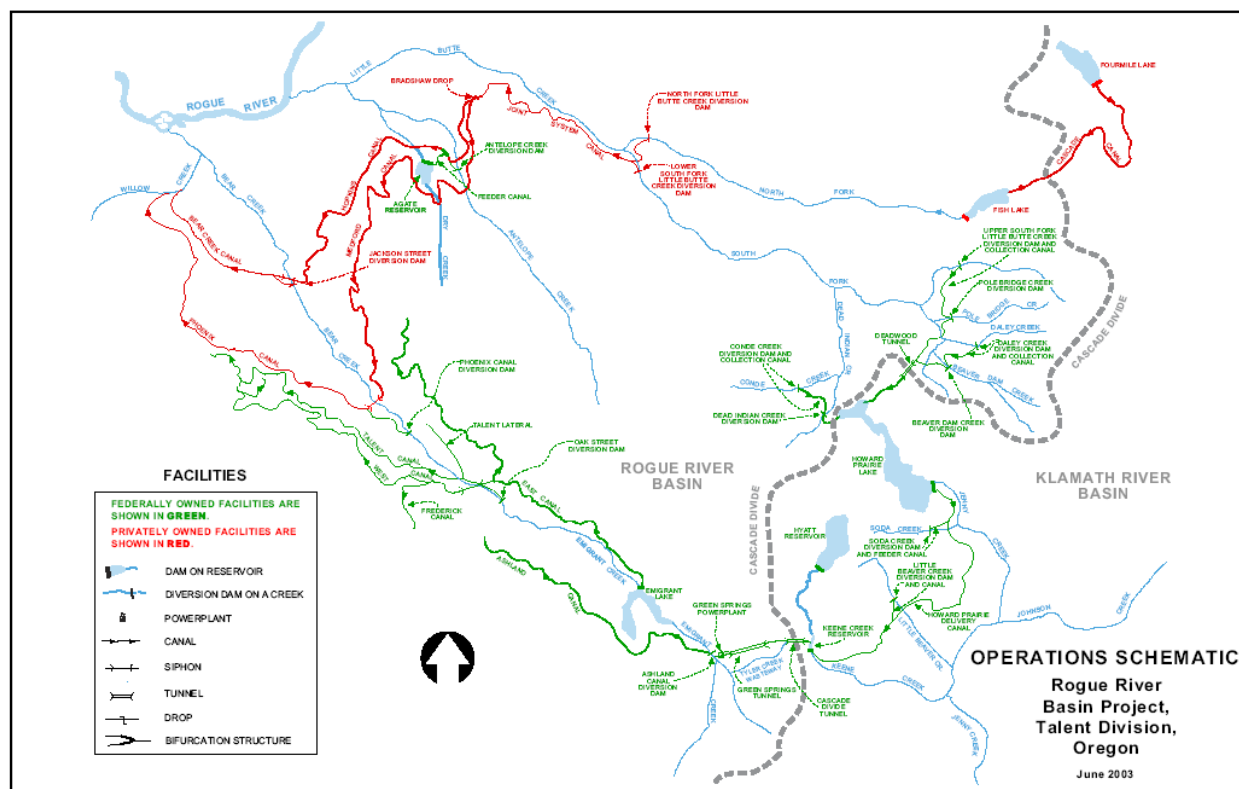 FOURMILE LAKE
CASCADE
CANAL
LITTLE
BUTTE
CREEK
ROGUE
RIVER
BRADSHAW DROP
JOINT
SYSTEM
CANAL
NORTH FORK LITTLE
BUTTE CREEK DIVERSION
DAM
LOWER
SOUTH FORK
LITTLE BUTTE
CREEK DIVERSION
DAM
ANTELOPE CREEK
DIVERSION DAM
FEEDER CANAL
AGATE
RESERVOIR
HOPKINS
CANAL
MEDFORD
CANAL
DRY
CREEK
ANTELOPE
CREEK
WILLOW
CREEK
BEAR
CREEK
BEAR CREEK CANAL
JACKSON STREET
DIVERSION DAM
PHOENIX
CANAL
BEAR CREEK
NORTH
FORK
FISH LAKE
SOUTH
FORK
UPPER SOUTH FORK
LITTLE BUTTE CREEK
DIVERSION DAM AND
COLLECTION CANAL
POLE BRIDGE CREEK
DIVERSION DAM
POLE
BRIDGE
CR
DALEY CREEK
DALEY CREEK
DIVERSION DAM
AND COLLECTION
CANAL
DEADWOOD
TUNNEL
BEAVER DAM CREEK
BEAVER DAM CREEK
DIVERSION
DAM
CASCADE DIVIDE
DEAD
INDIAN
CR
CONDE CREEK
DIVERSION DAM AND
COLLECTION CANAL
CONDE
CREEK
DEAD INDIAN CREEK
DIVERSION DAM
HOWARD
PRAIRIE
LAKE
ROGUE RIVER
BASIN
KLAMATH RIVER
BASIN
CASCADE DIVIDE
PHOENIX CANAL
DIVERSION DAM
TALENT LATERAL
OAK STREET
DIVERSION DAM
TALENT
CANAL
WEST
CANAL
FREDERICK
CANAL
EAST CANAL
EMIGRANT CREEK
ASHLAND
CANAL
EMIGRANT
LAKE
EMIGRANT
CREEK
GREEN SPRINGS
POWERPLANT
ASHLAND
CANAL
DIVERSION
DAM
TYLER CREEK
WASTEWAY
GREEN SPRINGS
TUNNEL
CASCADE
DIVIDE
TUNNEL
KEENE CREEK
RESERVOIR
HYATT
RESERVOIR
SODA CREEK
SODA CREEK
DIVERSION DAM
AND FEEDER CANAL
LITTLE
BEAVER CREEK
DIVERSION DAM
AND CANAL
HOWARD PRAIRIE
DELIVERY
CANAL
LITTLE BEAVER CR.
JENNY
CREEK
JOHNSON
CREEK
KEENE
CREEK
JENNY CREEK
FACILITIES
FEDERALLY OWNED FACILITIES ARE
SHOWN IN GREEN.
PRIVATELY OWNED FACILITIES ARE
SHOWN IN RED.
DAM ON RESERVOIR
DIVERSION DAM ON A CREEK
POWERPLANT
CANAL
SIPHON
TUNNEL
DROP
BIFURCATION STRUCTURE
OPERATIONS SCHEMATIC
Rogue River
Basin Project,
Talent Division,
Oregon
June 2003